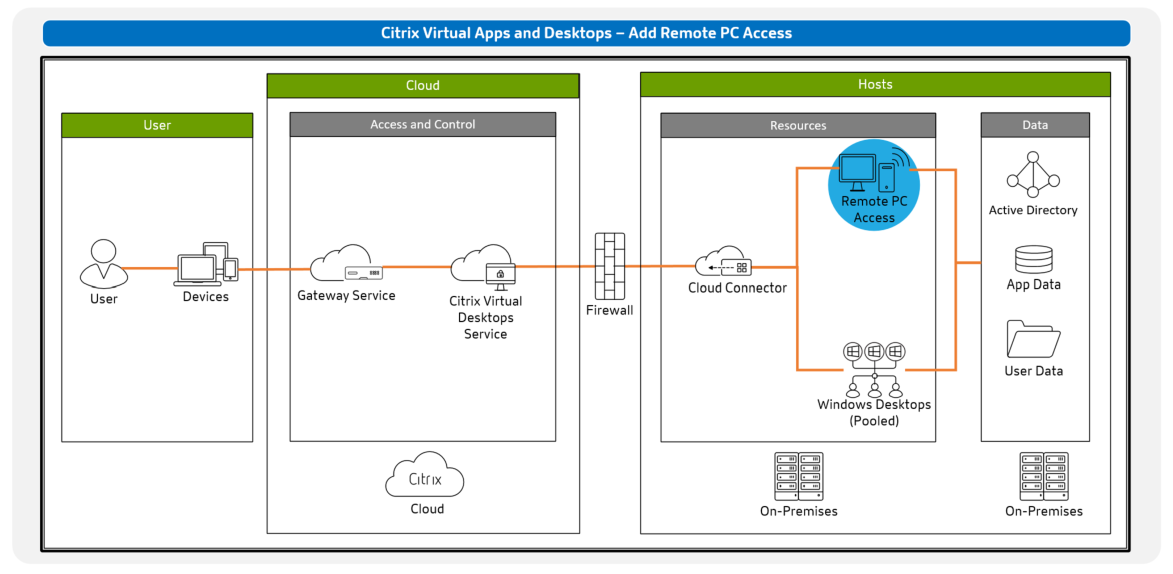 Citrix Virtual Apps and Desktops – Add Remote PC Access
User
User
Devices
Cloud
Access and Control
Gateway Service
Citrix Virtual
Desktops
Service
Citrix
Cloud
Firewall
Hosts
Resources
Cloud Connector
Remote PC
Access
Windows Desktops
(Pooled)
On-Premises
Data
Active Directory
App Data
User Data
On-Premises